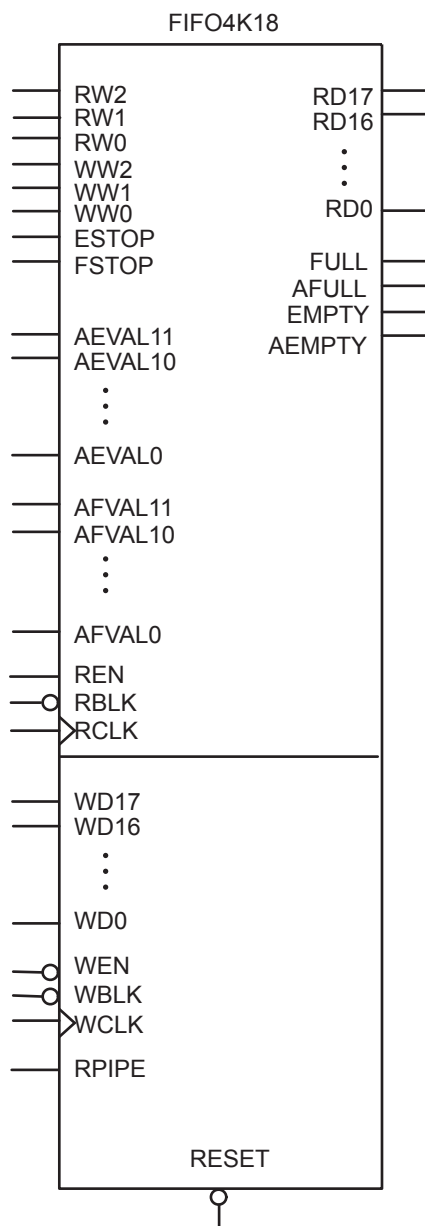 FIFO4K18
RW2
RW1
RW0
WW2
WW1
WW0
ESTOP
FSTOP
AEVAL11
AEVAL10
AEVAL0
AFVAL11
AFVAL10
AFVAL0
REN
RBLK
RCLK
WD17
WD16
WD0
WEN
WBLK
WCLK
RPIPE
RD17
RD16
RD0
FULL
AFULL
EMPTY
AEMPTY
RESET